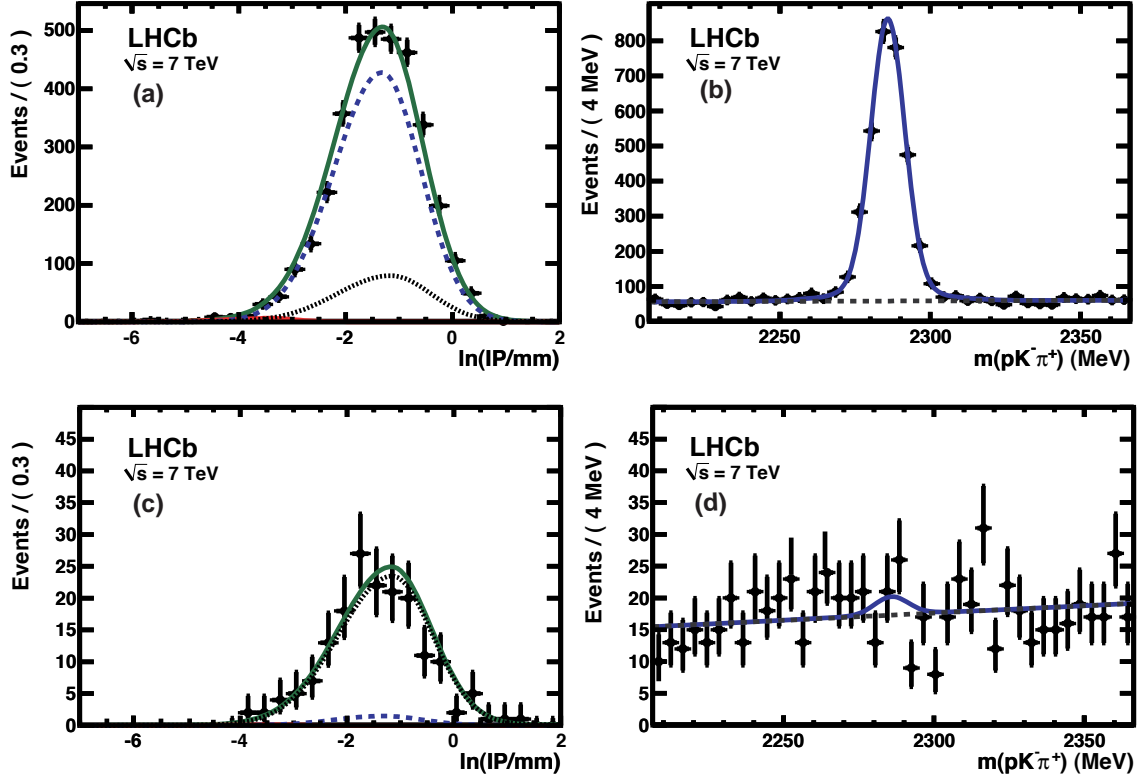 LHCb
√s = 7 TeV
(a)
Events / ( 0.3 )
500
400
300
200
100
0
-6 -4 -2 0 2
ln(IP/mm)
LHCb
√s = 7 TeV
(b)
Events / ( 4 MeV )
800
700
600
500
400
300
200
100
0
2250 2300 2350
m(pK⁻π⁺) (MeV)
LHCb
√s = 7 TeV
(c)
Events / ( 0.3 )
45
40
35
30
25
20
15
10
5
0
-6 -4 -2 0 2
ln(IP/mm)
LHCb
√s = 7 TeV
(d)
Events / ( 4 MeV )
45
40
35
30
25
20
15
10
5
0
2250 2300 2350
m(pK⁻π⁺) (MeV)